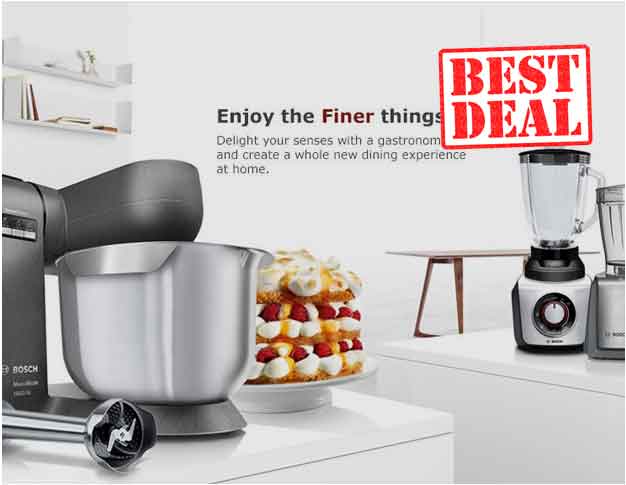 BEST
DEAL
Enjoy the Finer things
Delight your senses with a gastronom
and create a whole new dining experience
at home.
BOSCH
BOSCH
BOSCH